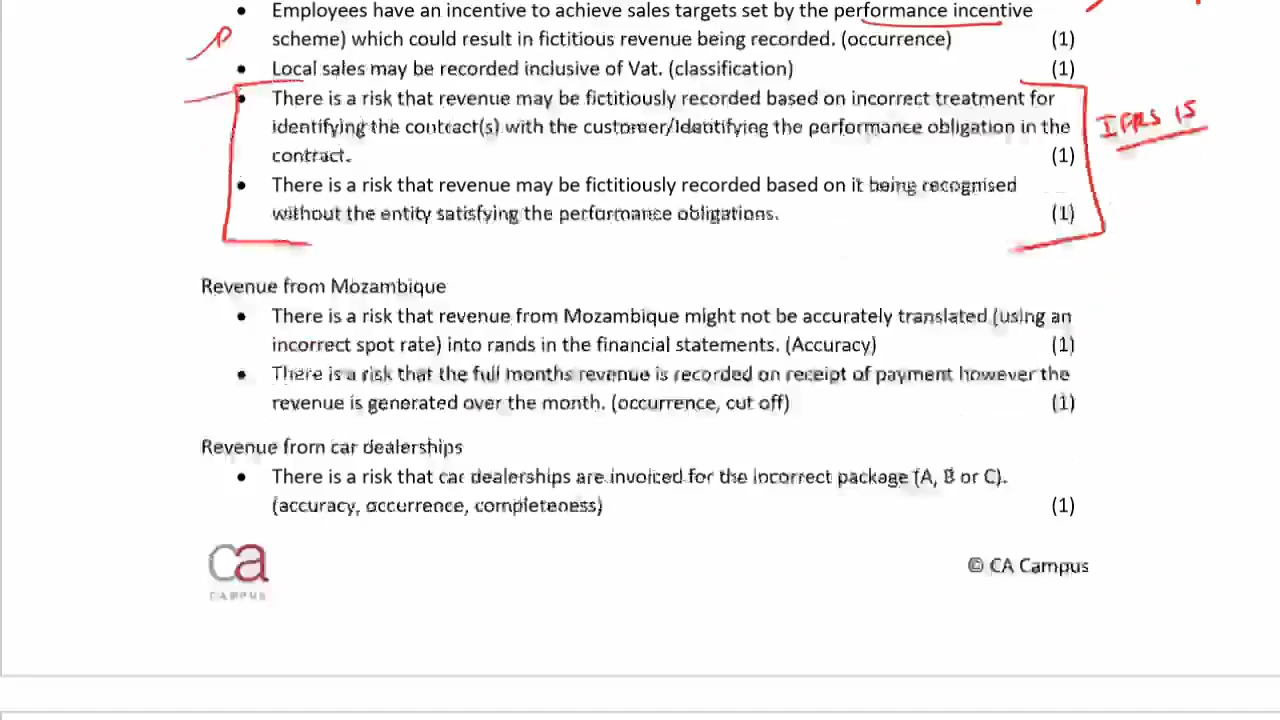 • Employees have an incentive to achieve sales targets set by the performance incentive
scheme) which could result in fictitious revenue being recorded. (occurrence) (1)
• Local sales may be recorded inclusive of Vat. (classification) (1)
• There is a risk that revenue may be fictitiously recorded based on incorrect treatment for
identifying the contract(s) with the customer/Identifying the performance obligation in the
contract. (1)
IFRS 15
• There is a risk that revenue may be fictitiously recorded based on it being recognised
without the entity satisfying the performance obligations. (1)
Revenue from Mozambique
• There is a risk that revenue from Mozambique might not be accurately translated (using an
incorrect spot rate) into rands in the financial statements. (Accuracy) (1)
• There is a risk that the full months revenue is recorded on receipt of payment however the
revenue is generated over the month. (occurrence, cut off) (1)
Revenue from car dealerships
• There is a risk that car dealerships are invoiced for the incorrect package (A, B or C).
(accuracy, occurrence, completeness) (1)
ca
CAMPUS
© CA Campus